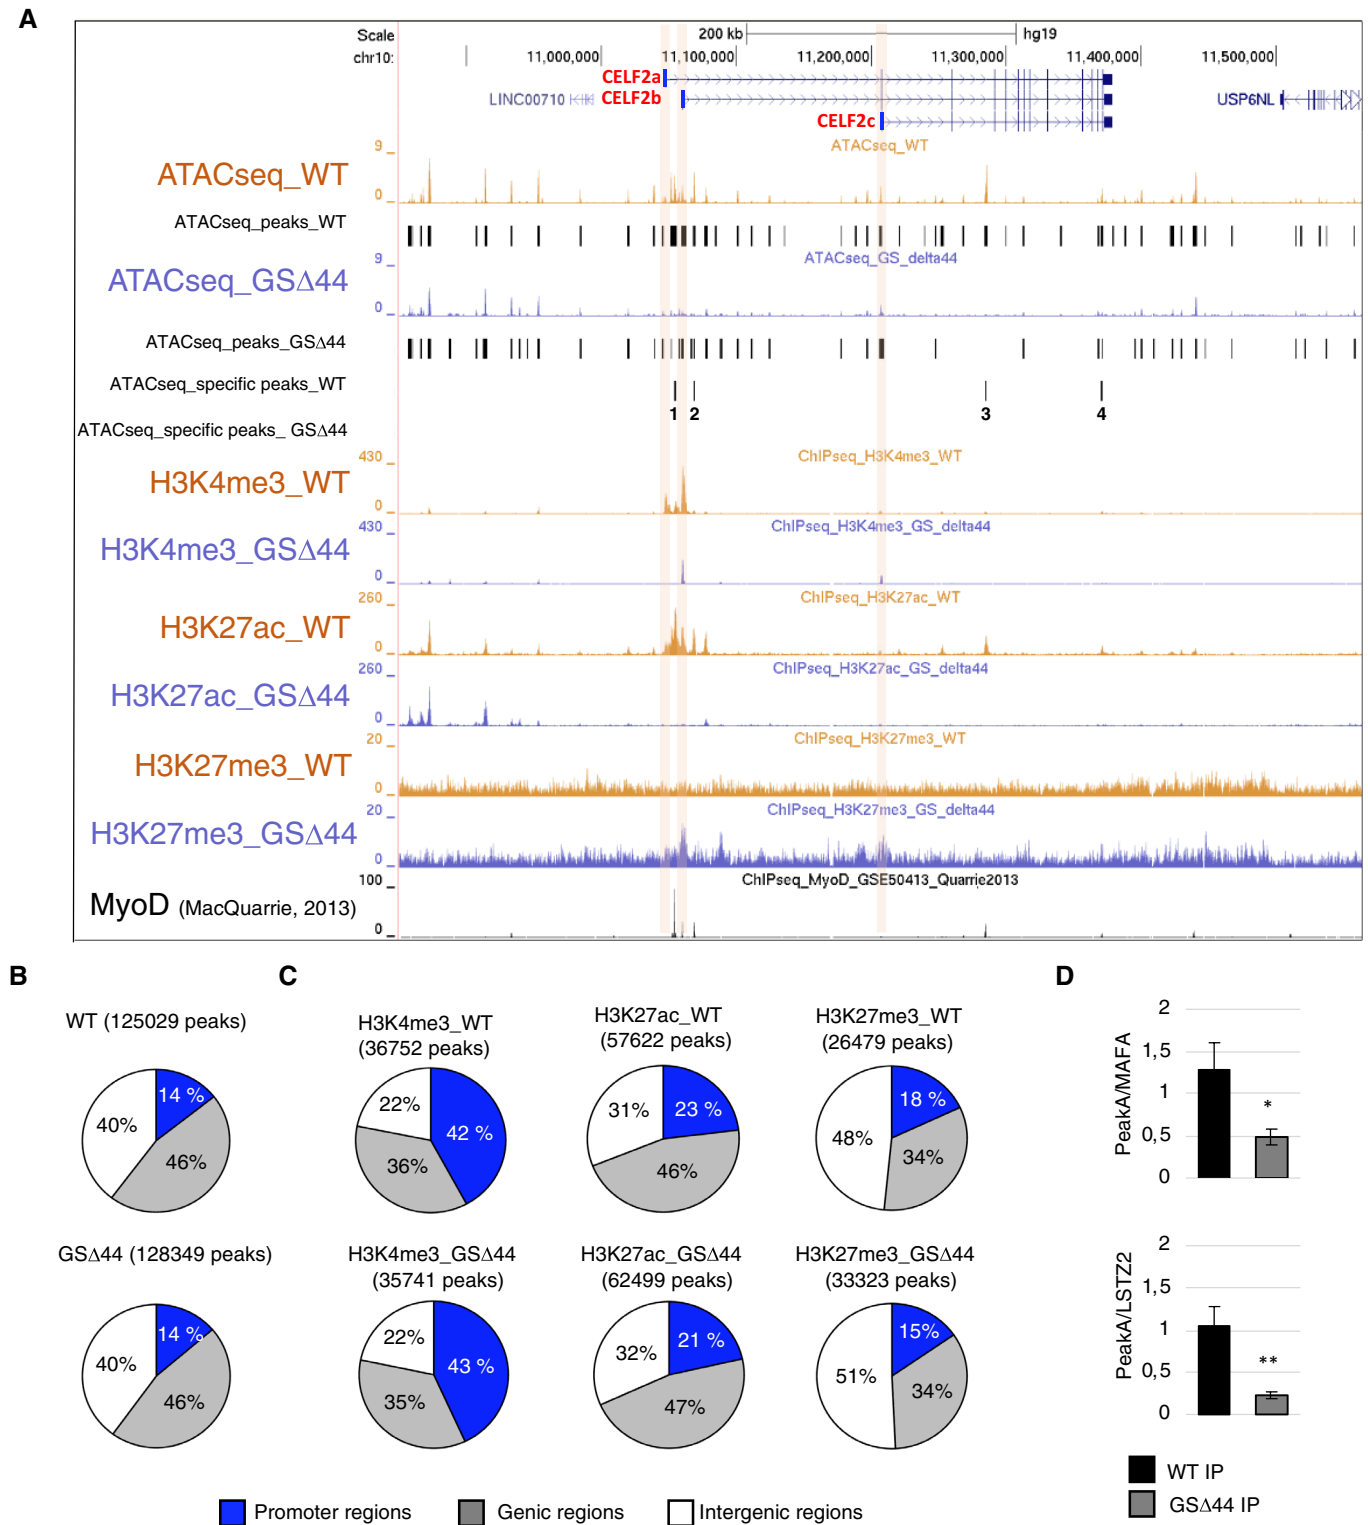 A
Scale
200 kb
hg19
chr10:
11,000,000
11,100,000
11,200,000
11,300,000
11,400,000
11,500,000
CELF2a
LINC00710
CELF2b
USP6NL
CELF2c
9
ATACseq_WT
ATACseq_WT
0
ATACseq_peaks_WT
9
ATACseq_GS_delta44
ATACseq_GSΔ44
0
ATACseq_peaks_GSΔ44
ATACseq_specific peaks_WT
1 2 3 4
ATACseq_specific peaks_ GSΔ44
430
ChIPseq_H3K4me3_WT
H3K4me3_WT
0
430
ChIPseq_H3K4me3_GS_delta44
H3K4me3_GSΔ44
0
260
ChIPseq_H3K27ac_WT
H3K27ac_WT
0
260
ChIPseq_H3K27ac_GS_delta44
H3K27ac_GSΔ44
0
20
ChIPseq_H3K27me3_WT
H3K27me3_WT
0
20
ChIPseq_H3K27me3_GS_delta44
H3K27me3_GSΔ44
0
100
ChIPseq_MyoD_GSE50413_Quarrie2013
MyoD (MacQuarrie, 2013)
0
B
WT (125029 peaks)
14 %
40%
46%
GSΔ44 (128349 peaks)
14 %
40%
46%
C
H3K4me3_WT
(36752 peaks)
22%
42 %
36%
H3K27ac_WT
(57622 peaks)
31%
23 %
46%
H3K27me3_WT
(26479 peaks)
18 %
48%
34%
H3K4me3_GSΔ44
(35741 peaks)
22%
43 %
35%
H3K27ac_GSΔ44
(62499 peaks)
21 %
32%
47%
H3K27me3_GSΔ44
(33323 peaks)
15%
51%
34%
Promoter regions
Genic regions
Intergenic regions
D
PeakA/MAFA
2
1,5
1
0,5
0
*
PeakA/LSTZ2
2
1,5
1
0,5
0
**
WT IP
GSΔ44 IP